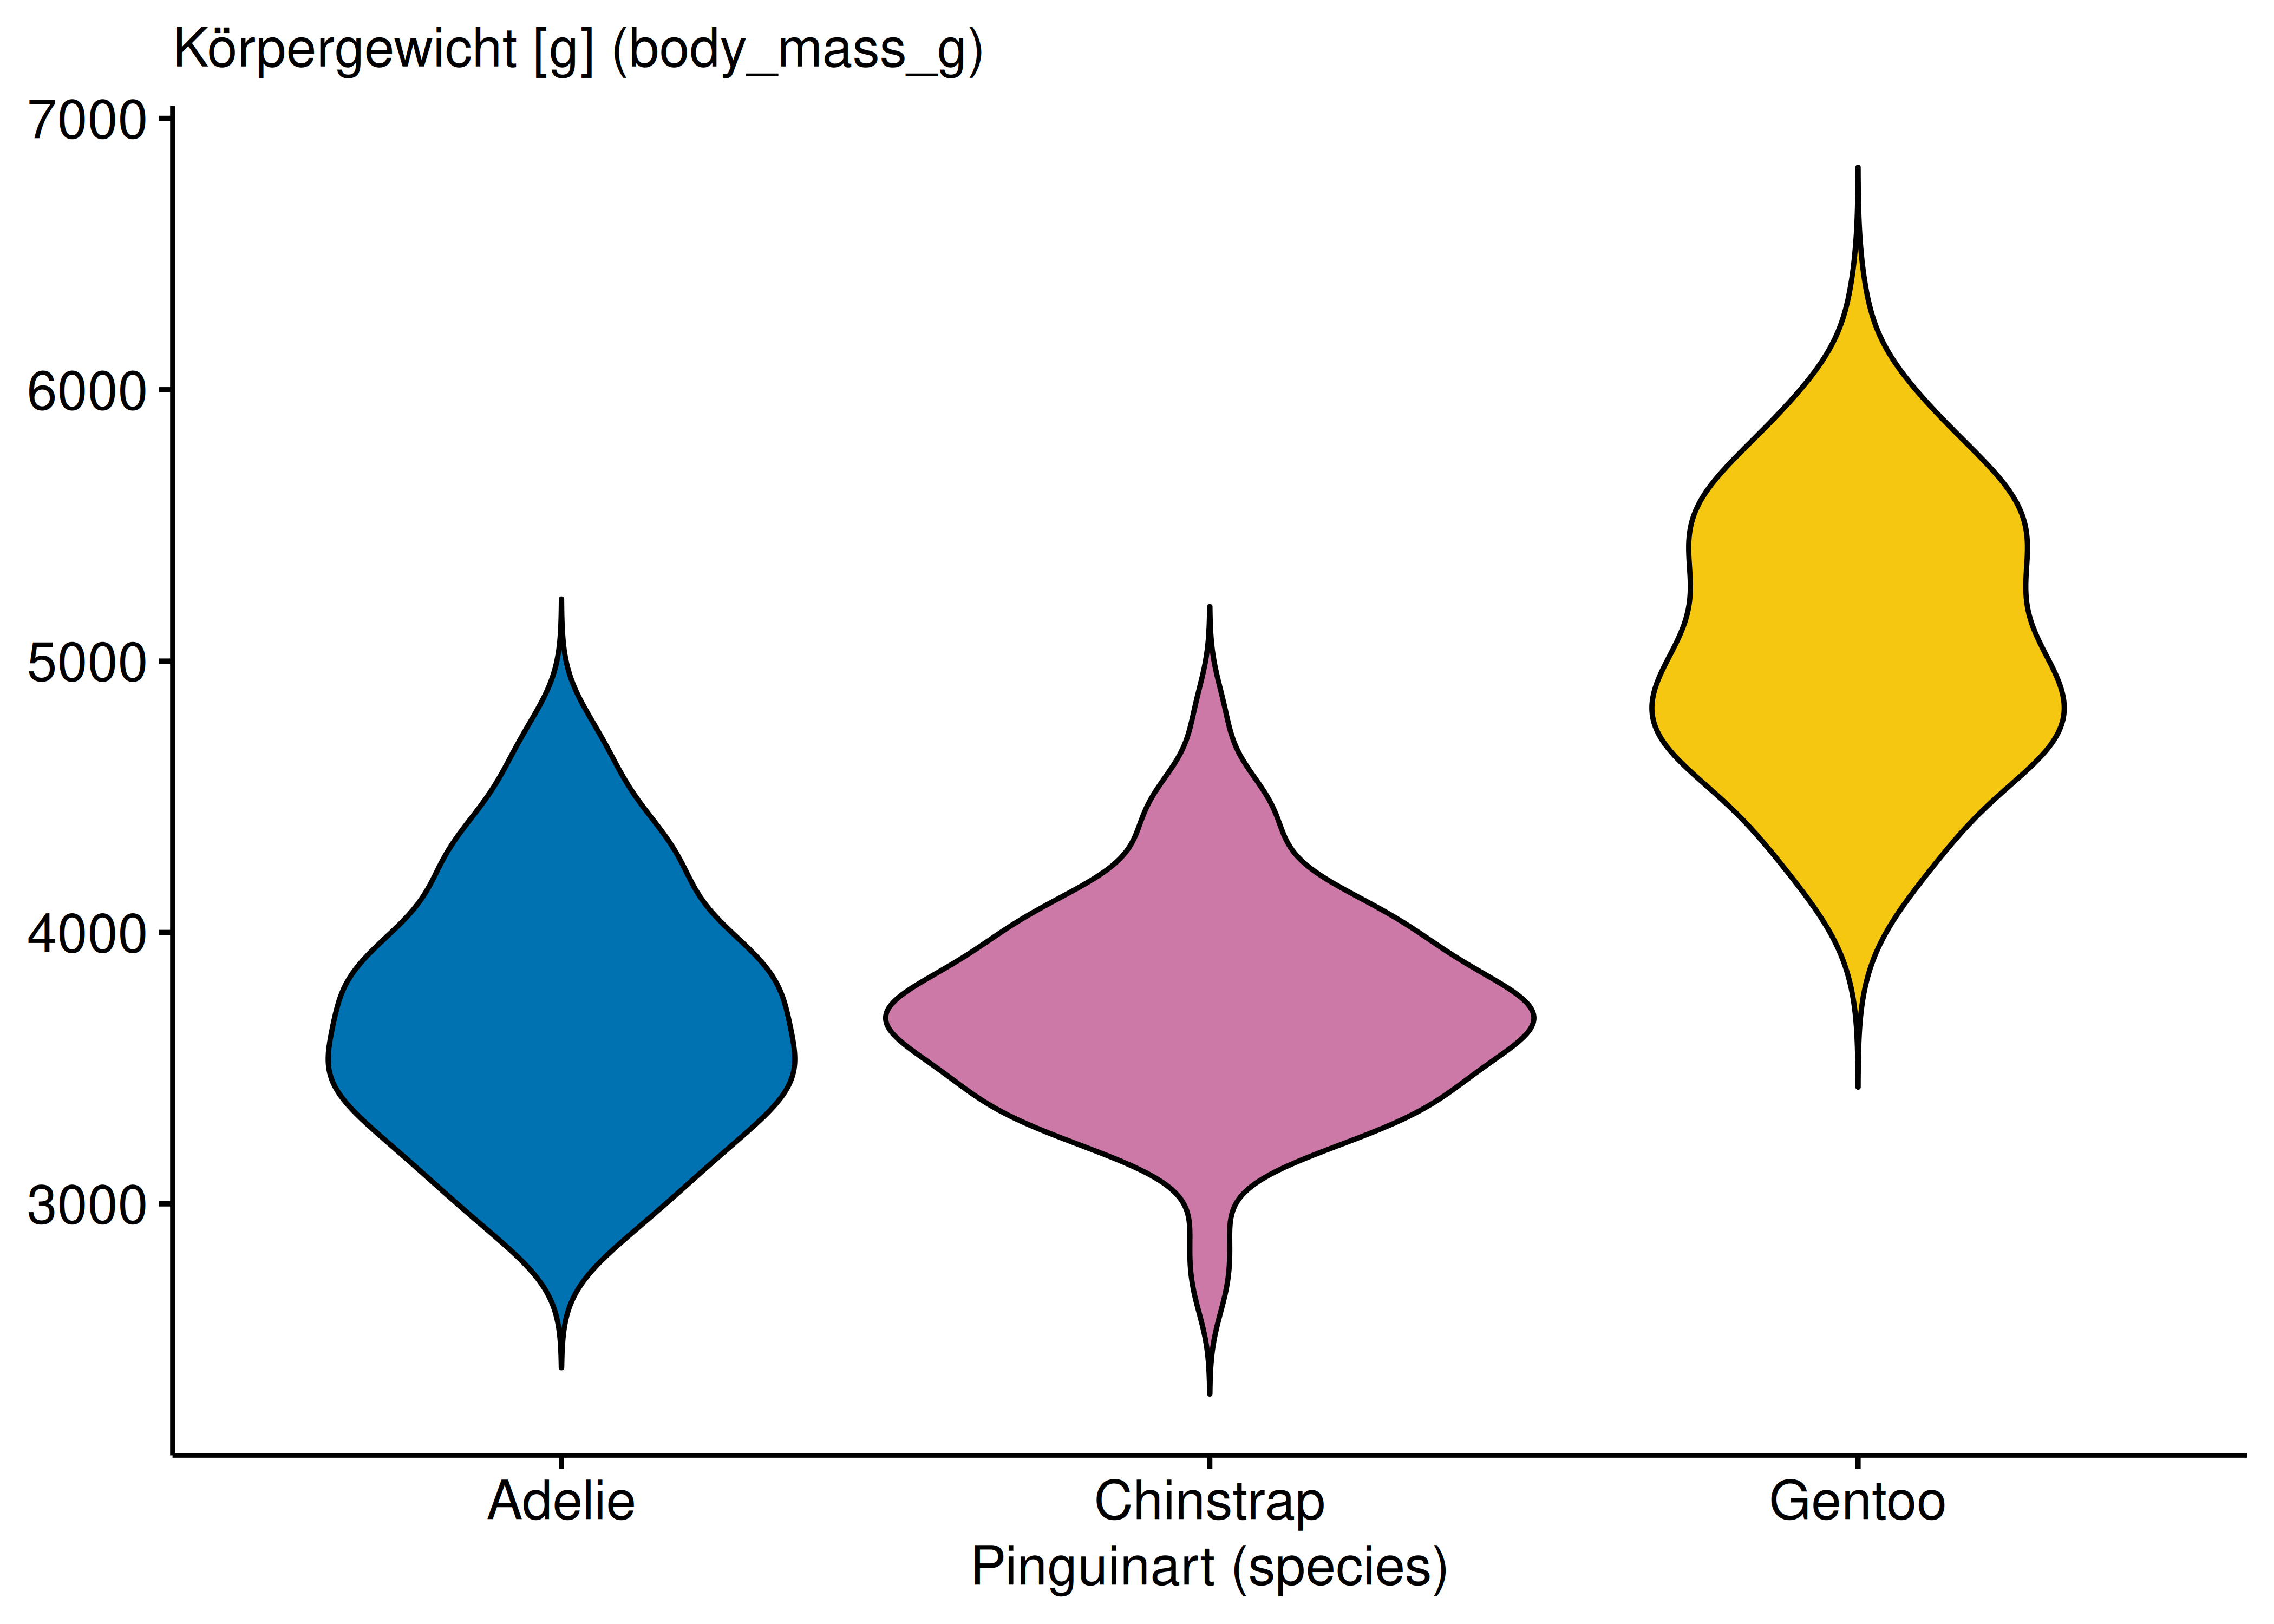 Körpergewicht [g] (body_mass_g)
7000
6000
5000
4000
3000
Adelie Chinstrap Gentoo
Pinguinart (species)